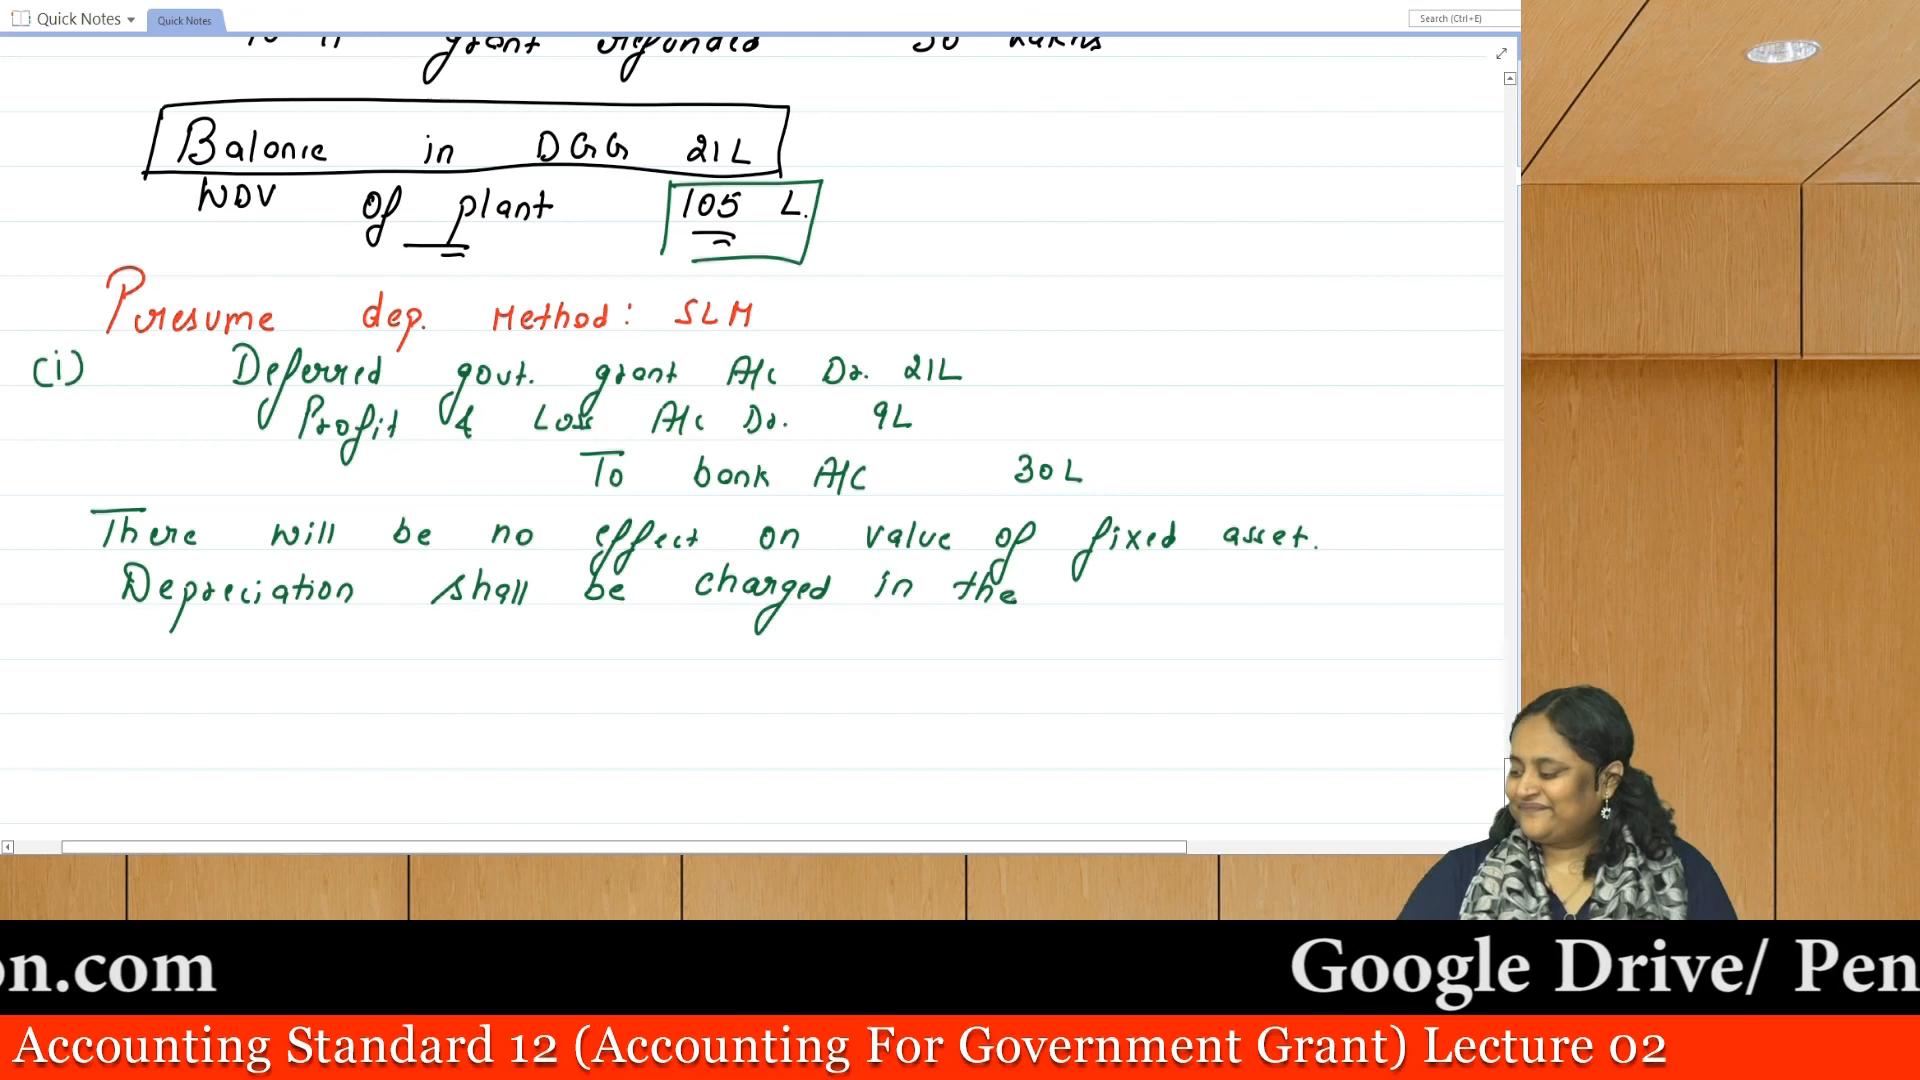 Quick Notes
Quick Notes
Search (Ctrl+E)
grant refunded 30 Lakhs
Balance in DGG 21L
WDV of plant 105 L.
Presume dep. Method: SLM
(i) Deferred govt. grant A/c Dr. 21L
Profit & Loss A/c Dr. 9L
To bank A/C 30L
There will be no effect on value of fixed asset.
Depreciation shall be charged in the
on.com
Google Drive/ Pen
Accounting Standard 12 (Accounting For Government Grant) Lecture 02